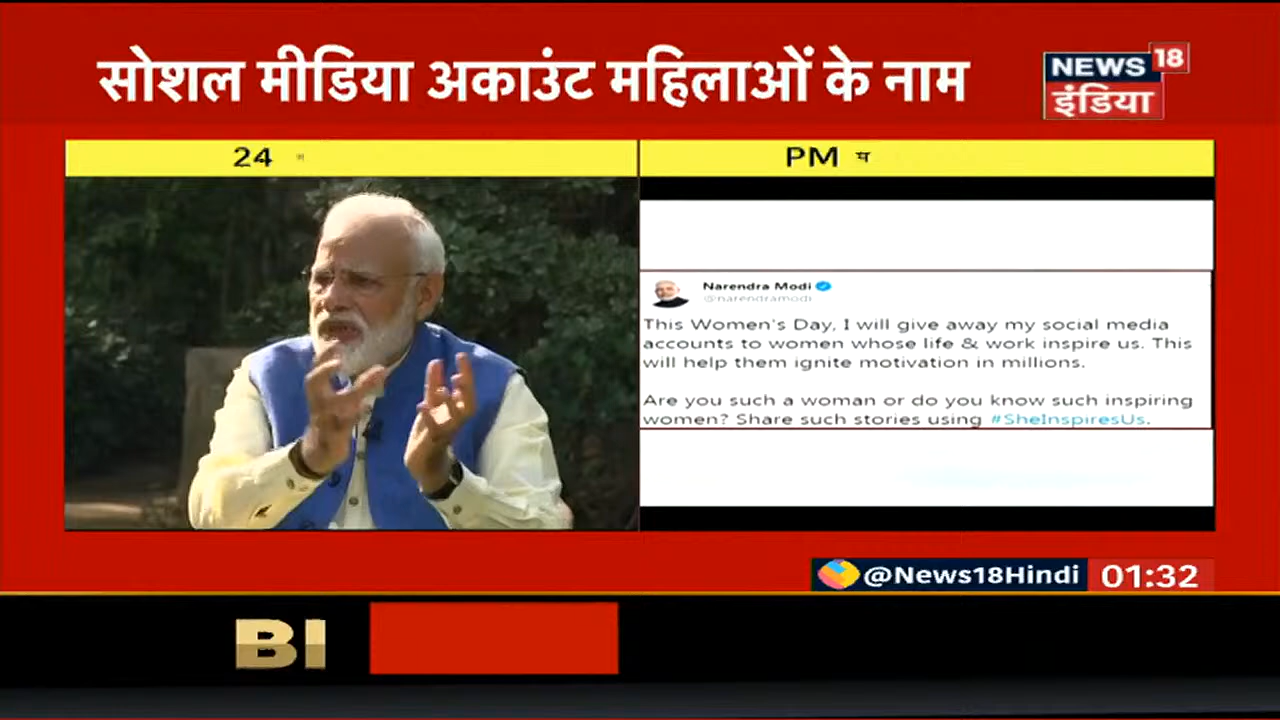 सोशल मीडिया अकाउंट महिलाओं के नाम
NEWS 18
इंडिया
24
PM म
Narendra Modi
@narendramodi
This Women's Day, I will give away my social media
accounts to women whose life & work inspire us. This
will help them ignite motivation in millions.
Are you such a woman or do you know such inspiring
women? Share such stories using #SheInspiresUs.
@News18Hindi 01:32
BI